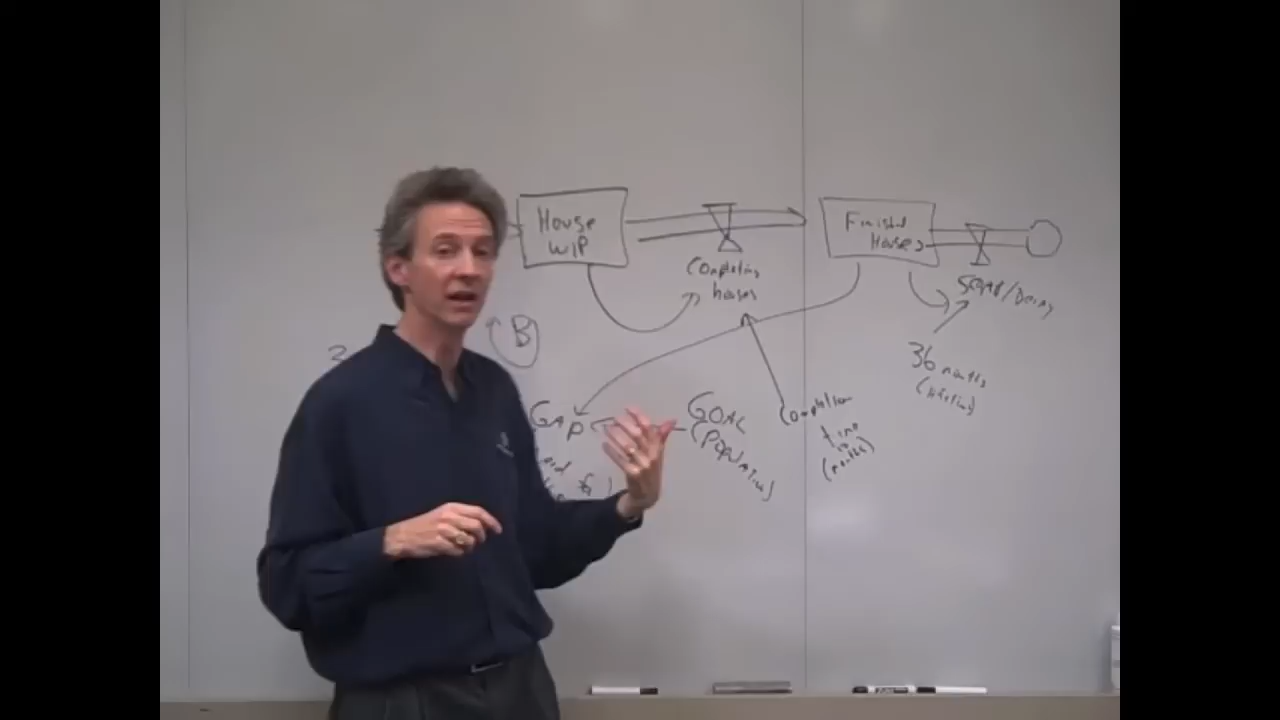 House
WIP
Finished
Houses
Completing
houses
Scrap/Decay
B
36 months
(lifetime)
GAP
GOAL
(Population)
Completion
time
(months)